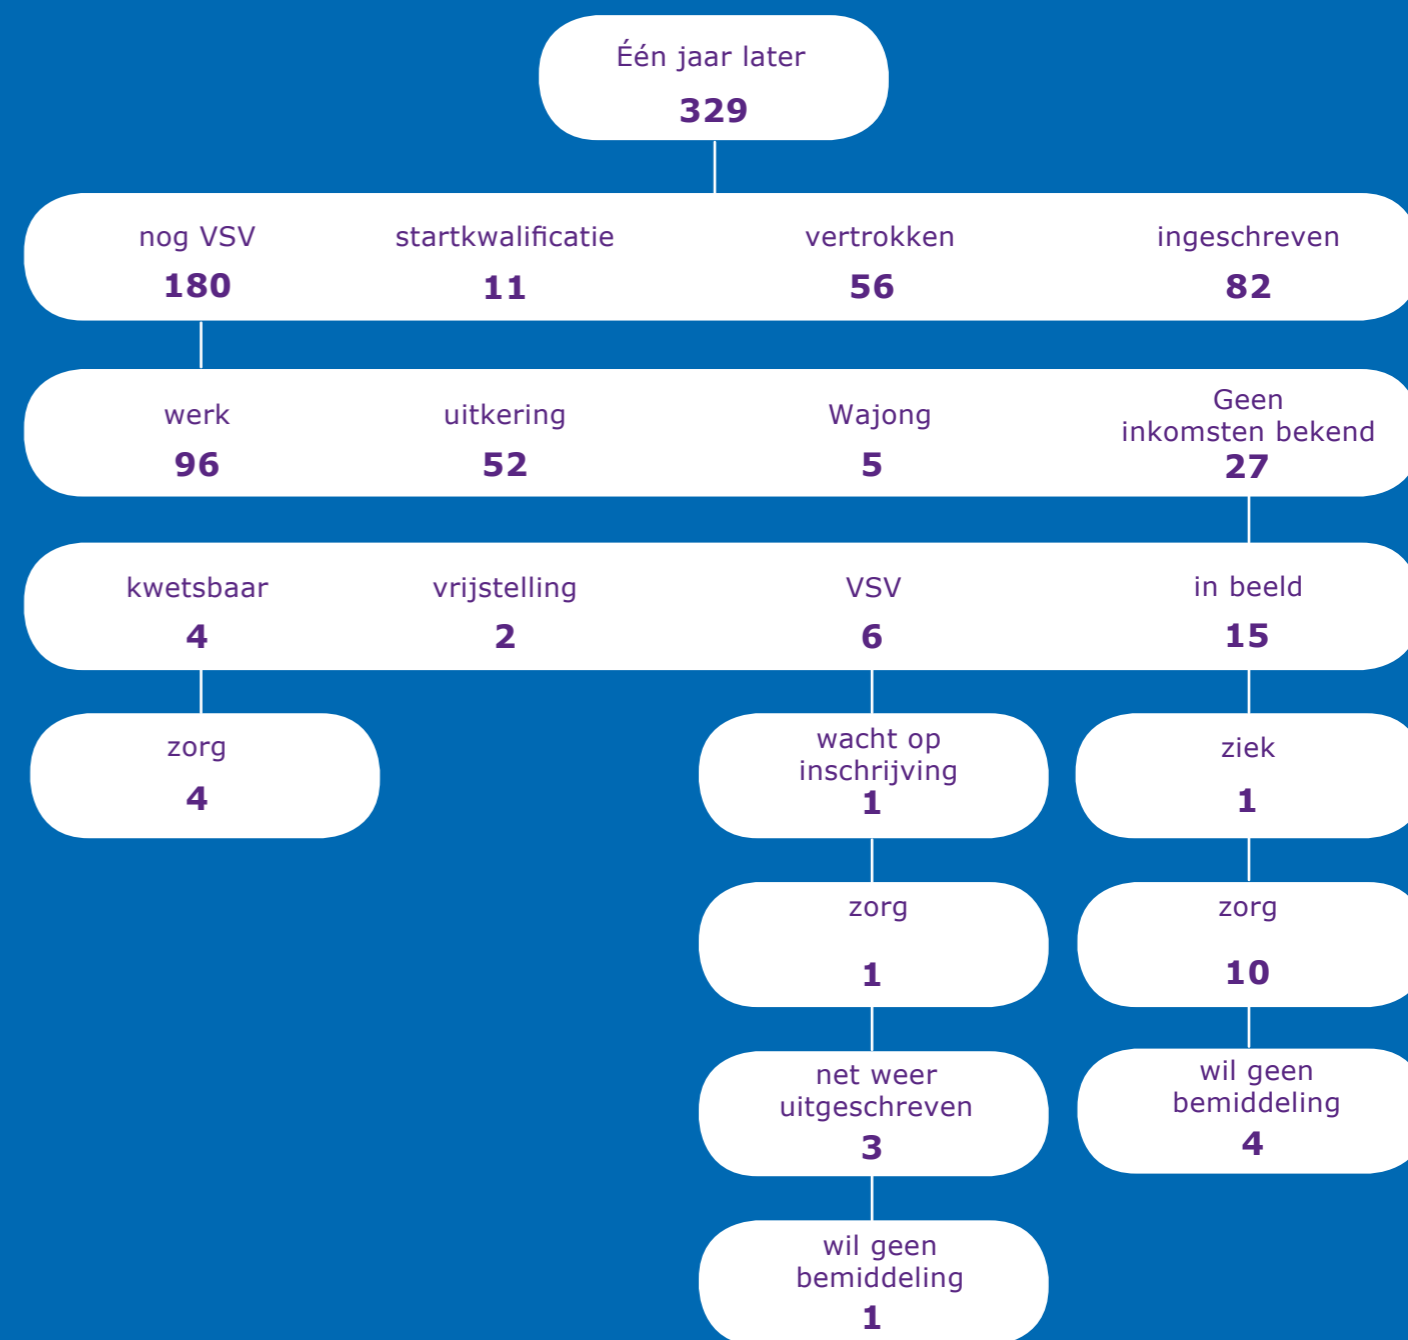 Één jaar later
329
nog VSV
180
startkwalificatie
11
vertrokken
56
ingeschreven
82
werk
96
uitkering
52
Wajong
5
Geen
inkomsten bekend
27
kwetsbaar
4
vrijstelling
2
VSV
6
in beeld
15
zorg
4
wacht op
inschrijving
1
ziek
1
zorg
1
zorg
10
net weer
uitgeschreven
3
wil geen
bemiddeling
4
wil geen
bemiddeling
1